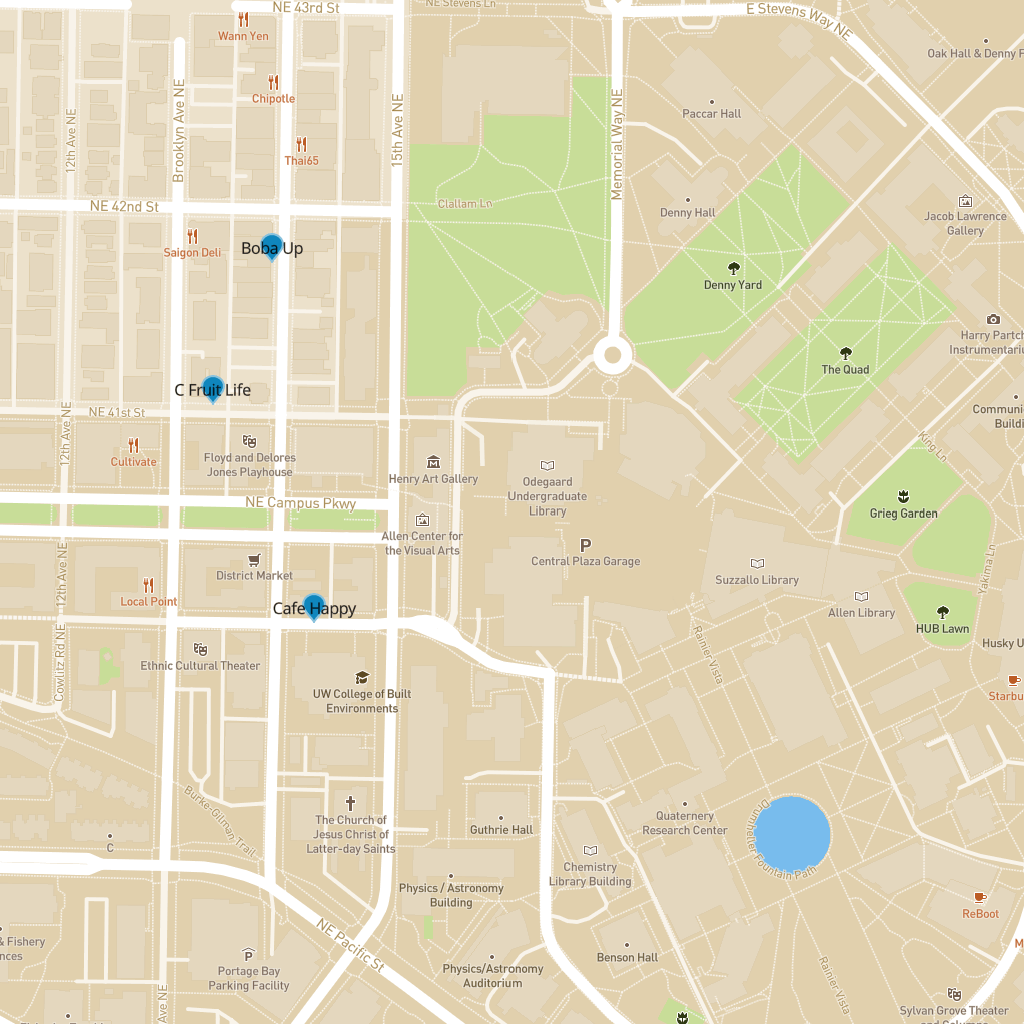 NE 43rd St
NE Stevens Ln
E Stevens Way NE
Wann Yen
Oak Hall & Denny F
Chipotle
12th Ave NE
Brooklyn Ave NE
15th Ave NE
Memorial Way NE
Paccar Hall
Thai65
NE 42nd St
Clallam Ln
Denny Hall
Jacob Lawrence
Gallery
Saigon Deli
Boba Up
Denny Yard
Harry Partch
Instrumentariu
The Quad
C Fruit Life
NE 41st St
Communi
Buildi
12th Ave NE
Cultivate
Floyd and Delores
Jones Playhouse
Henry Art Gallery
King Ln
Odegaard
Undergraduate
Library
NE Campus Pkwy
Grieg Garden
Allen Center for
the Visual Arts
P
Central Plaza Garage
District Market
Suzzallo Library
Yakima Ln
12th Ave NE
Local Point
Cafe Happy
Allen Library
HUB Lawn
Cowlitz Rd NE
Ethnic Cultural Theater
Rainier Vista
Husky U
UW College of Built
Environments
Starbu
Burke-Gilman Trail
The Church of
Jesus Christ of
Latter-day Saints
Guthrie Hall
Quaternery
Research Center
Drumheller Fountain Path
C
Chemistry
Library Building
Physics / Astronomy
Building
ReBoot
NE Pacific St
& Fishery
nces
P
Portage Bay
Parking Facility
Physics/Astronomy
Auditorium
Benson Hall
M
Rainier Vista
Ave NE
Sylvan Grove Theater